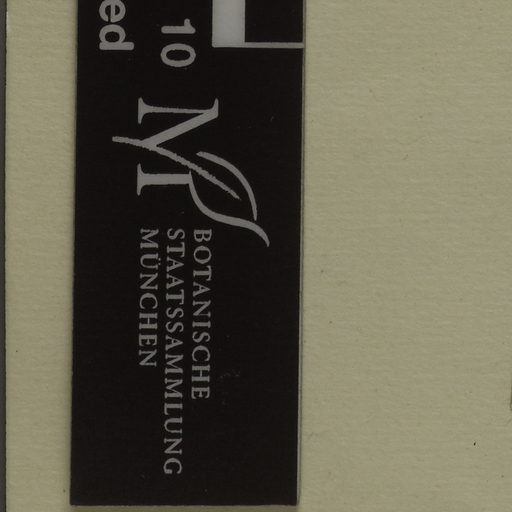 10
ed
M
BOTANISCHE
STAATSSAMMLUNG
MÜNCHEN